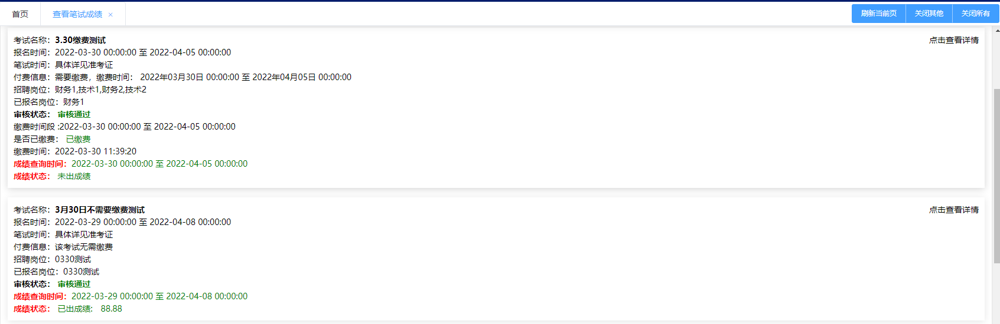 首页 查看笔试成绩 × 刷新当前页 关闭其他 关闭所有
考试名称：3.30缴费测试 点击查看详情
报名时间：2022-03-30 00:00:00 至 2022-04-05 00:00:00
笔试时间：具体详见准考证
付费信息：需要缴费，缴费时间： 2022年03月30日 00:00:00 至 2022年04月05日 00:00:00
招聘岗位：财务1,技术1,财务2,技术2
已报名岗位：财务1
审核状态： 审核通过
缴费时间段 :2022-03-30 00:00:00 至 2022-04-05 00:00:00
是否已缴费： 已缴费
缴费时间：2022-03-30 11:39:20
成绩查询时间：2022-03-30 00:00:00 至 2022-04-05 00:00:00
成绩状态： 未出成绩
考试名称：3月30日不需要缴费测试 点击查看详情
报名时间：2022-03-29 00:00:00 至 2022-04-08 00:00:00
笔试时间：具体详见准考证
付费信息：该考试无需缴费
招聘岗位：0330测试
已报名岗位：0330测试
审核状态： 审核通过
成绩查询时间：2022-03-29 00:00:00 至 2022-04-08 00:00:00
成绩状态： 已出成绩: 88.88